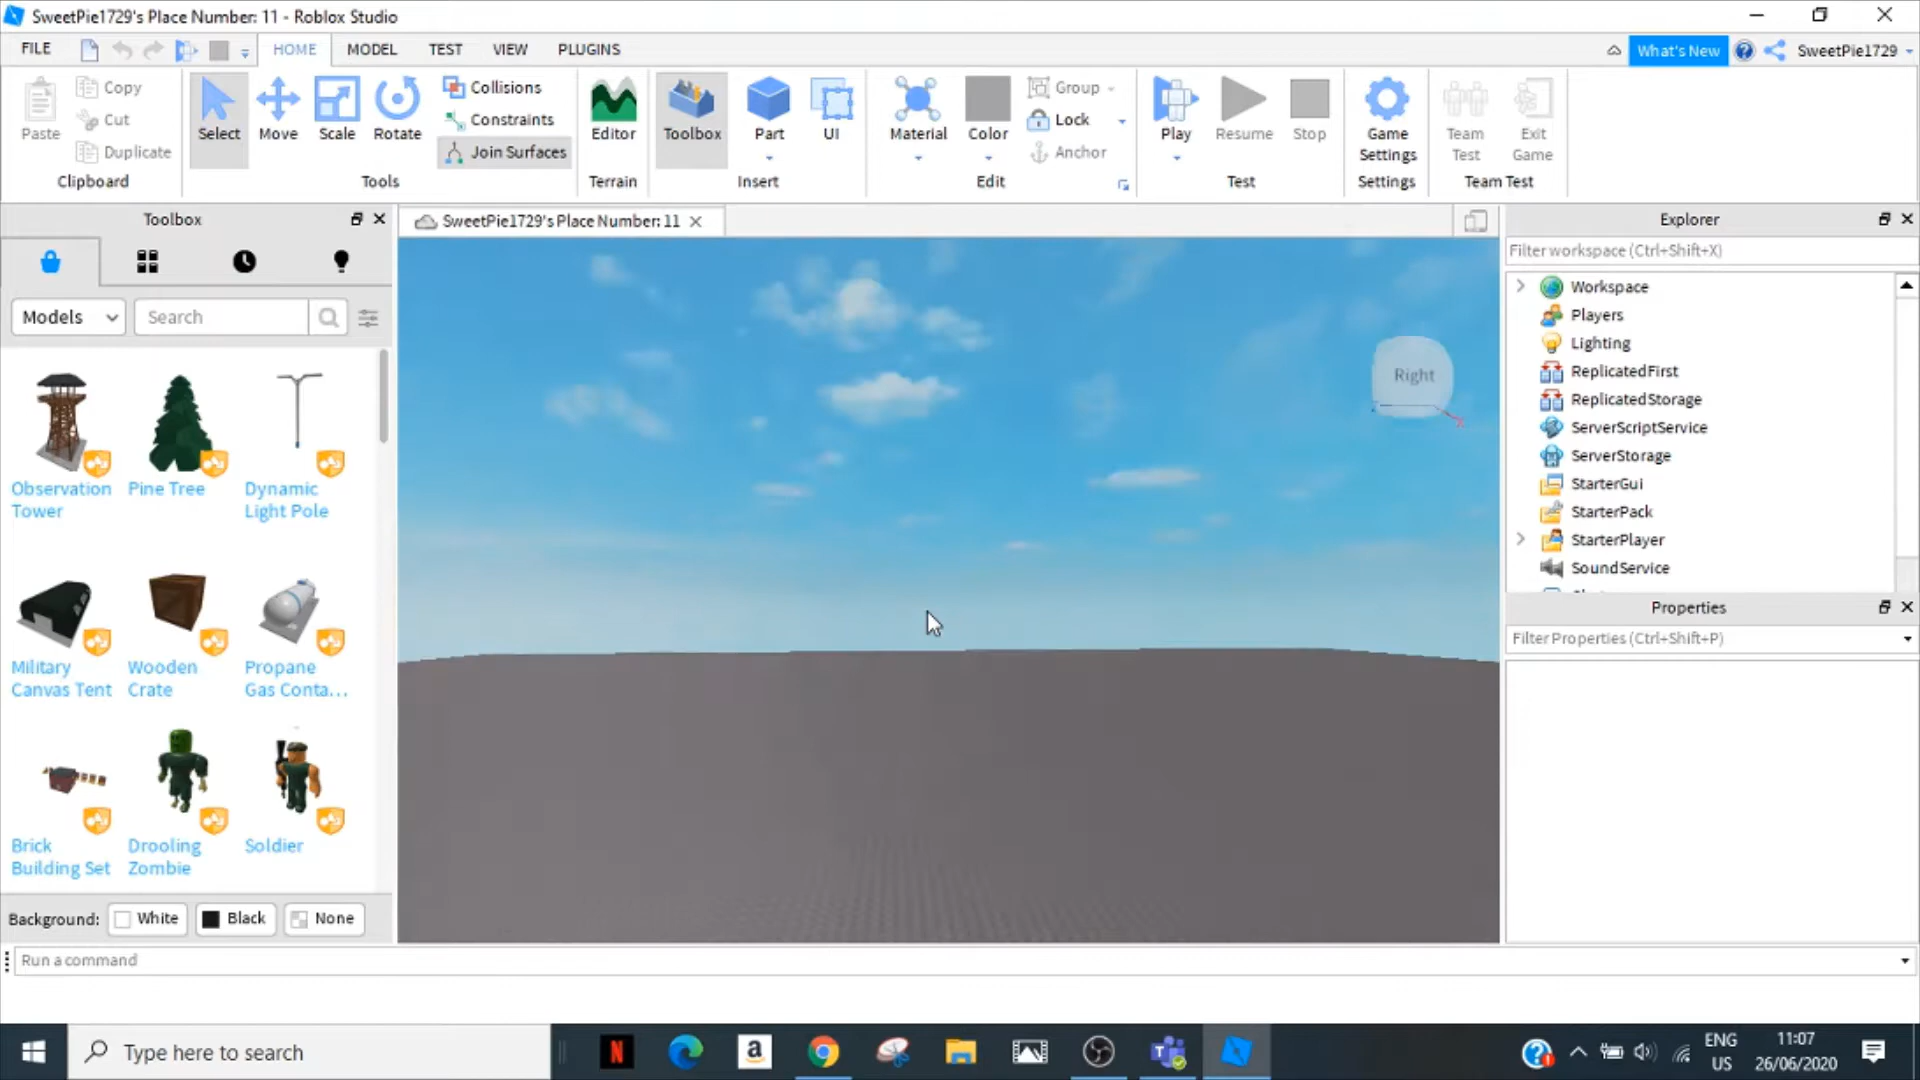 SweetPie1729's Place Number: 11 - Roblox Studio
FILE HOME MODEL TEST VIEW PLUGINS What's New SweetPie1729
Paste
Copy
Cut
Duplicate
Clipboard
Select Move Scale Rotate
Collisions
Constraints
Join Surfaces
Tools
Editor
Terrain
Toolbox Part UI
Insert
Material Color
Group
Lock
Anchor
Edit
Play Resume Stop
Test
Game
Settings
Settings
Team
Test
Exit
Game
Team Test
Toolbox
SweetPie1729's Place Number: 11
Models
Search
Observation
Tower
Pine Tree
Dynamic
Light Pole
Military
Canvas Tent
Wooden
Crate
Propane
Gas Conta...
Brick
Building Set
Drooling
Zombie
Soldier
Background: White Black None
Right
Explorer
Filter workspace (Ctrl+Shift+X)
Workspace
Players
Lighting
ReplicatedFirst
ReplicatedStorage
ServerScriptService
ServerStorage
StarterGui
StarterPack
StarterPlayer
SoundService
Properties
Filter Properties (Ctrl+Shift+P)
Run a command
Type here to search
N
a
ENG
US
11:07
26/06/2020